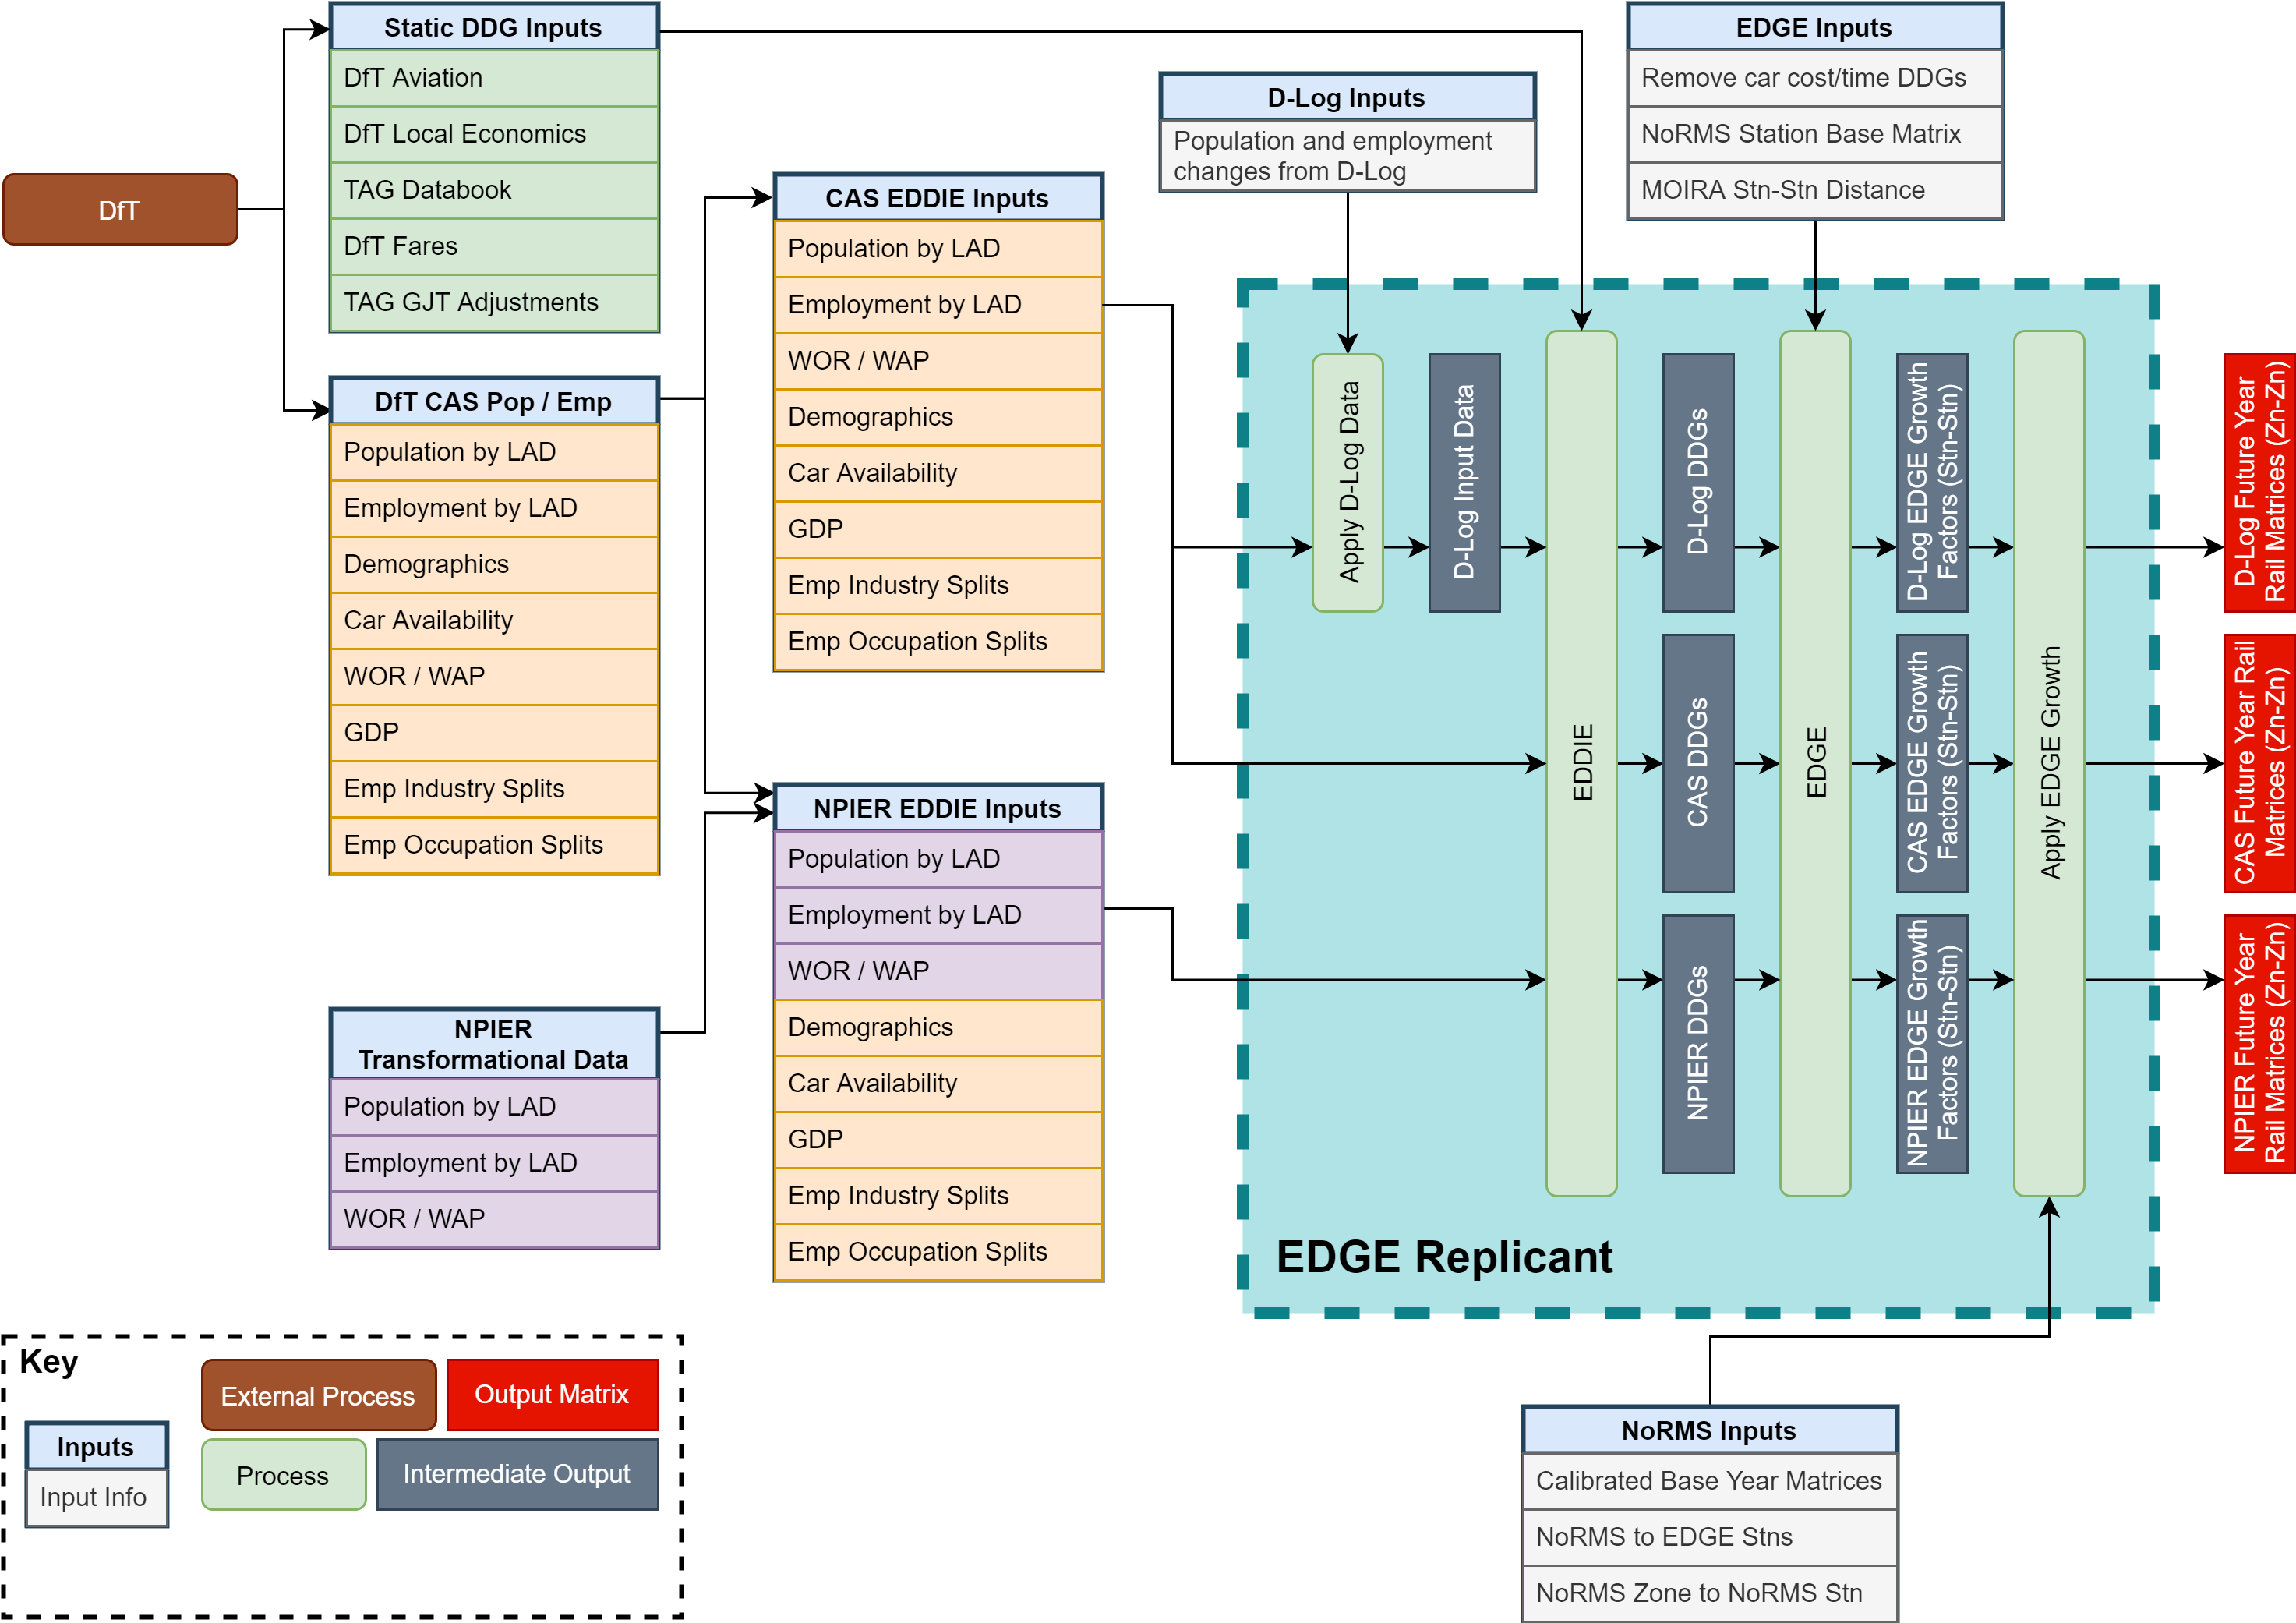 DfT
Static DDG Inputs
DfT Aviation
DfT Local Economics
TAG Databook
DfT Fares
TAG GJT Adjustments
DfT CAS Pop / Emp
Population by LAD
Employment by LAD
Demographics
Car Availability
WOR / WAP
GDP
Emp Industry Splits
Emp Occupation Splits
NPIER
Transformational Data
Population by LAD
Employment by LAD
WOR / WAP
CAS EDDIE Inputs
Population by LAD
Employment by LAD
WOR / WAP
Demographics
Car Availability
GDP
Emp Industry Splits
Emp Occupation Splits
NPIER EDDIE Inputs
Population by LAD
Employment by LAD
WOR / WAP
Demographics
Car Availability
GDP
Emp Industry Splits
Emp Occupation Splits
D-Log Inputs
Population and employment
changes from D-Log
EDGE Inputs
Remove car cost/time DDGs
NoRMS Station Base Matrix
MOIRA Stn-Stn Distance
Apply D-Log Data
D-Log Input Data
EDDIE
D-Log DDGs
CAS DDGs
NPIER DDGs
EDGE
D-Log EDGE Growth
Factors (Stn-Stn)
CAS EDGE Growth
Factors (Stn-Stn)
NPIER EDGE Growth
Factors (Stn-Stn)
Apply EDGE Growth
D-Log Future Year
Rail Matrices (Zn-Zn)
CAS Future Year Rail
Matrices (Zn-Zn)
NPIER Future Year
Rail Matrices (Zn-Zn)
EDGE Replicant
NoRMS Inputs
Calibrated Base Year Matrices
NoRMS to EDGE Stns
NoRMS Zone to NoRMS Stn
Key
Inputs
Input Info
External Process
Output Matrix
Process
Intermediate Output